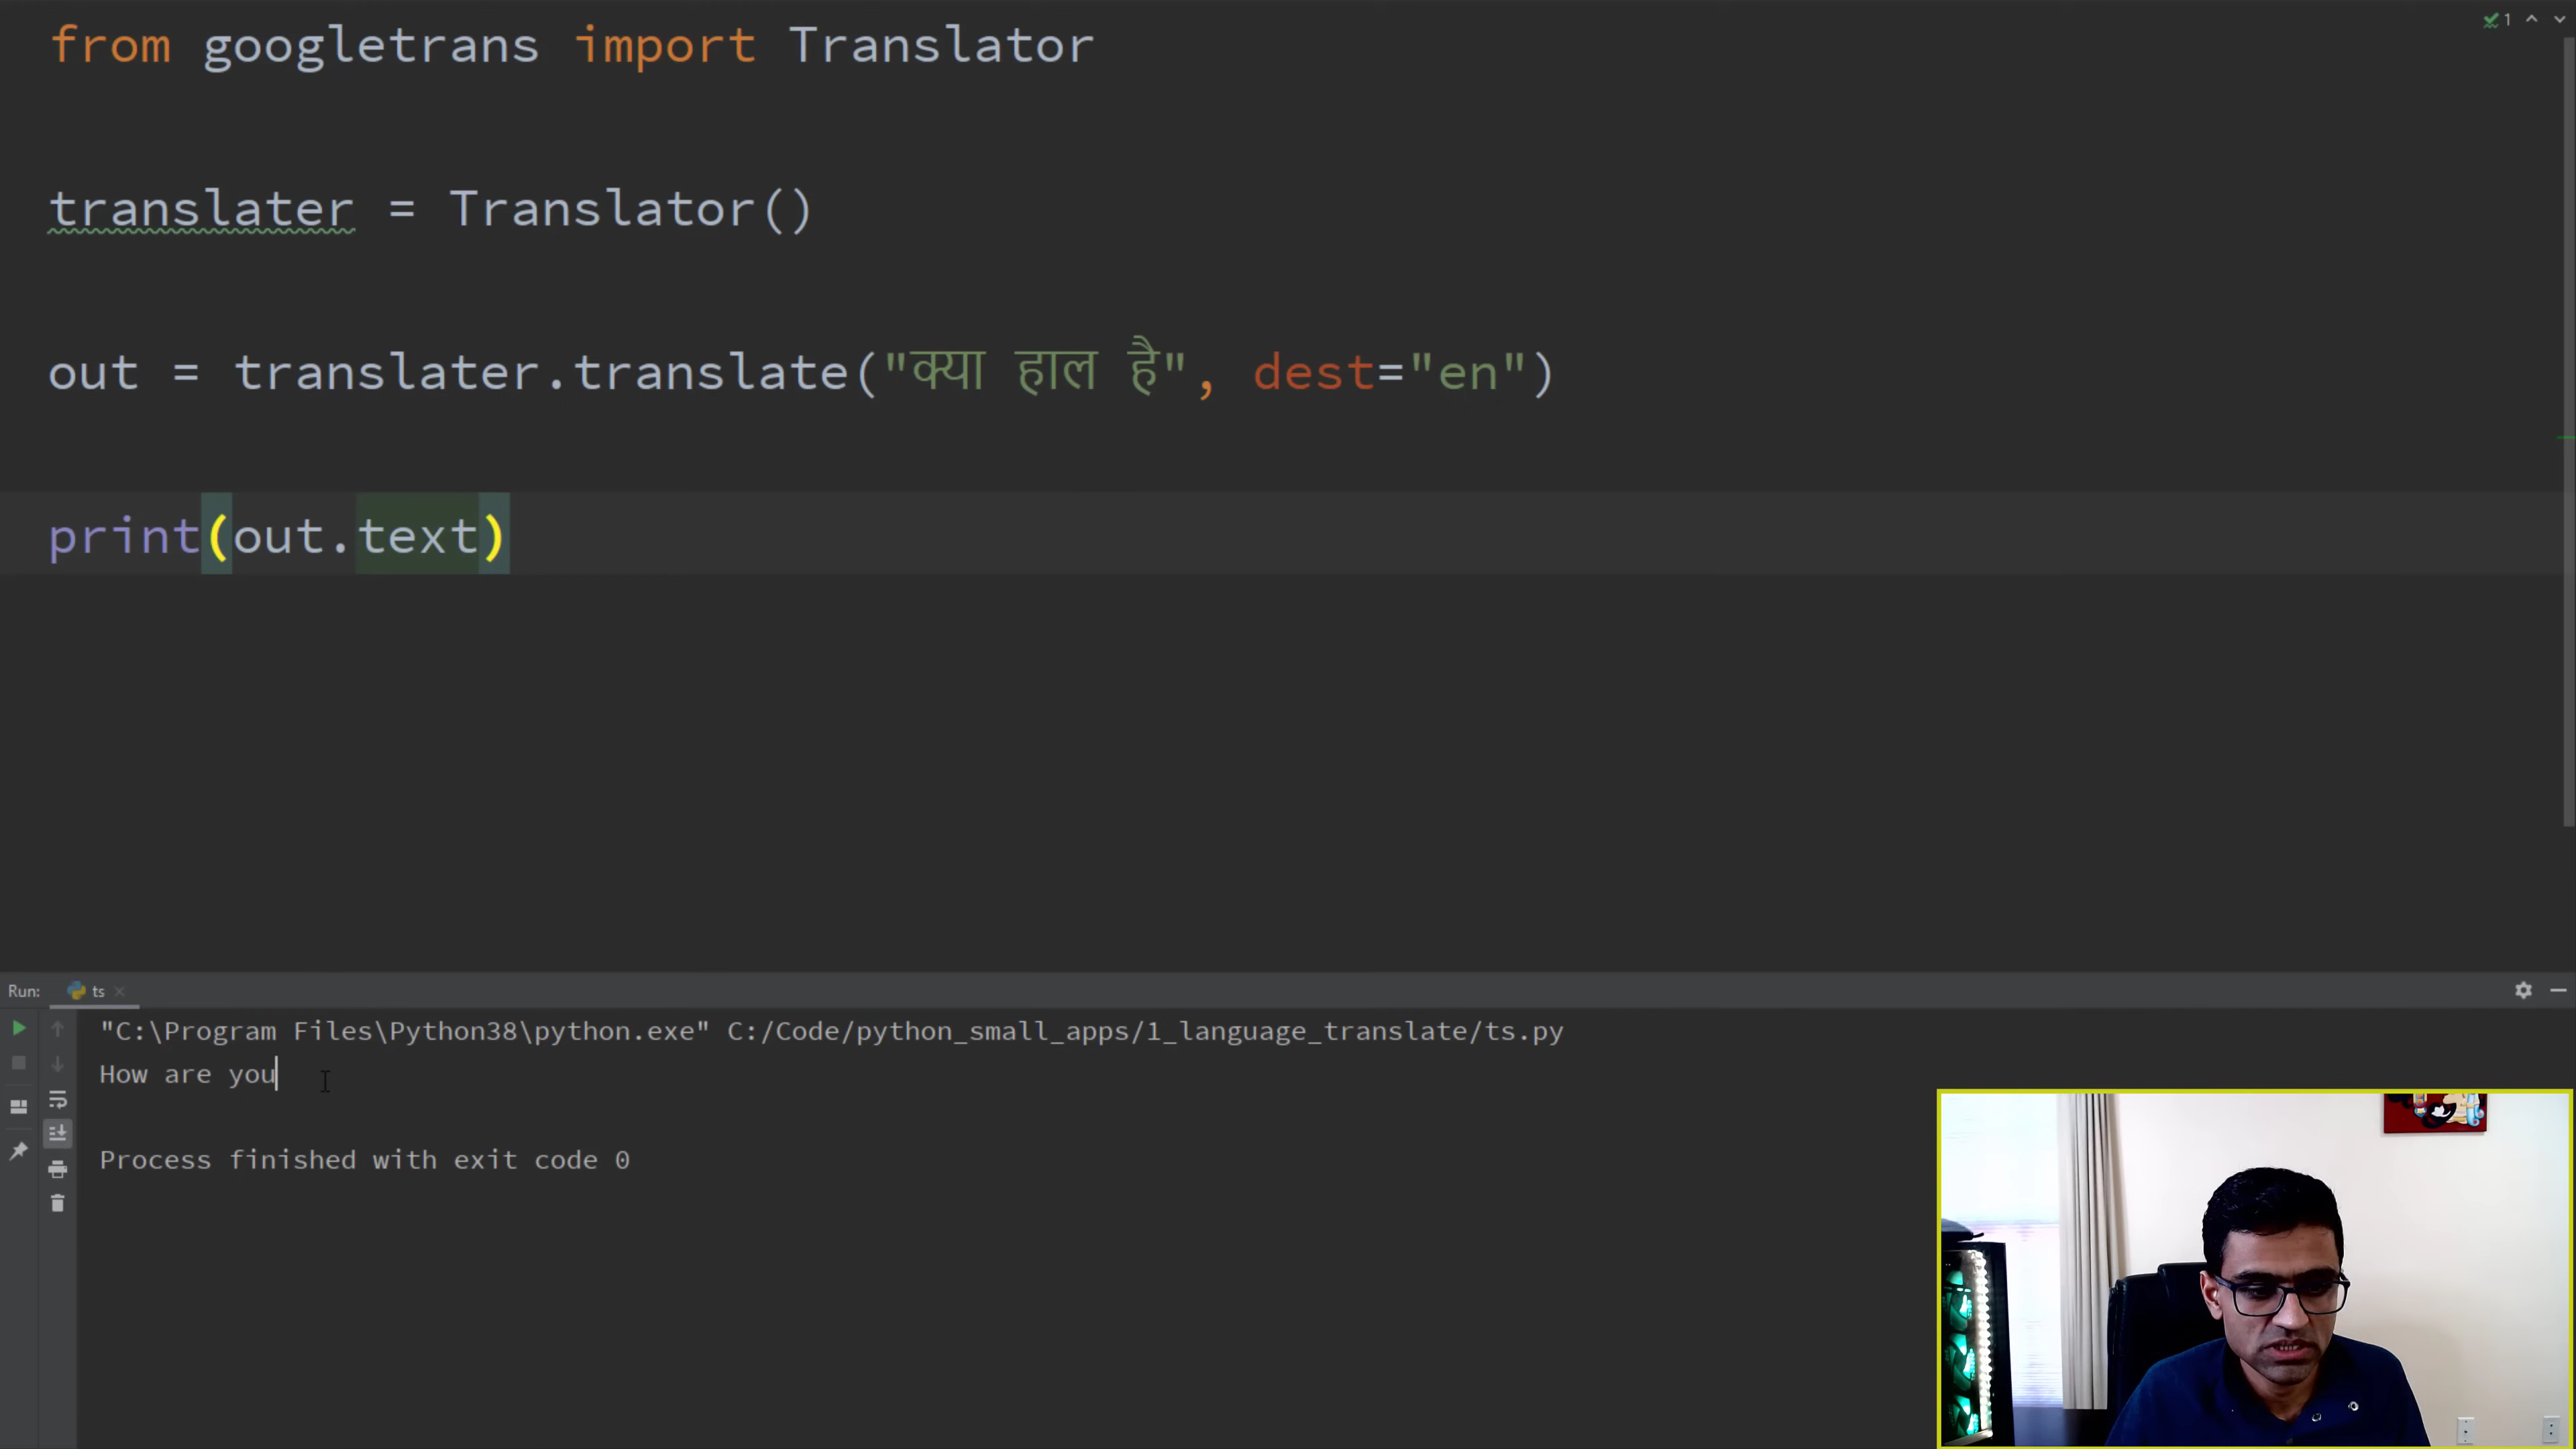 from googletrans import Translator
1
translater = Translator()
out = translater.translate("क्या हाल है", dest="en")
print(out.text)
Run: ts
"C:\Program Files\Python38\python.exe" C:/Code/python_small_apps/1_language_translate/ts.py
How are you
Process finished with exit code 0